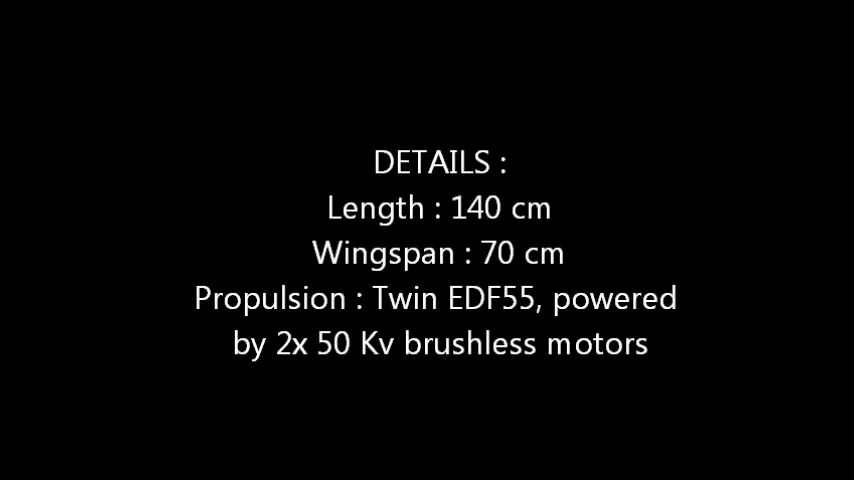 DETAILS :
Length : 140 cm
Wingspan : 70 cm
Propulsion : Twin EDF55, powered
by 2x 50 Kv brushless motors